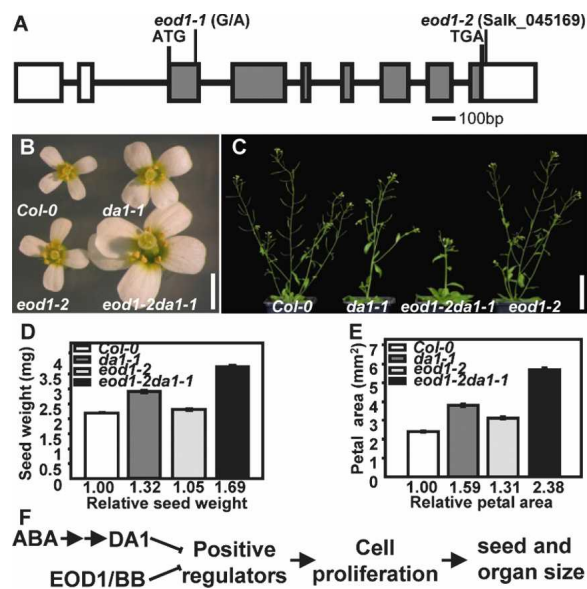 A
eod1-1 (G/A)
ATG
eod1-2 (Salk_045169)
TGA
100bp
B
Col-0
da1-1
eod1-2
eod1-2da1-1
C
Col-0
da1-1
eod1-2da1-1
eod1-2
D
Seed weight (mg)
4
3.5
3
2.5
2
1.5
1
0.5
0
Col-0
da1-1
eod1-2
eod1-2da1-1
1.00 1.32 1.05 1.69
Relative seed weight
E
Petal area (mm2)
7
6
5
4
3
2
1
0
Col-0
da1-1
eod1-2
eod1-2da1-1
1.00 1.59 1.31 2.38
Relative petal area
F
ABA DA1
EOD1/BB
Positive regulators
Cell proliferation
seed and organ size